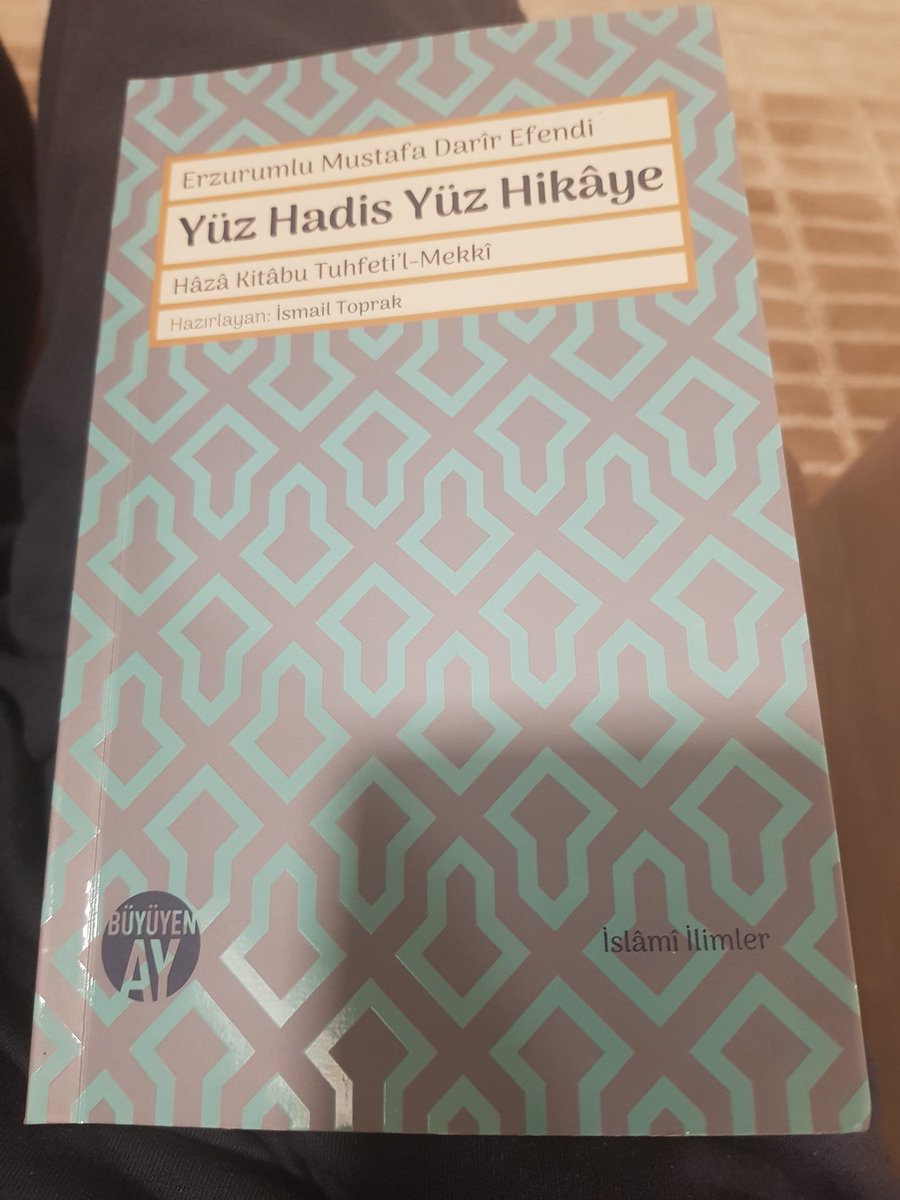 Erzurumlu Mustafa Darîr Efendi
Yüz Hadis Yüz Hikâye
Hâzâ Kitâbu Tuhfeti'l-Mekkî
Hazırlayan: İsmail Toprak
BÜYÜYEN
AY
İslâmî İlimler